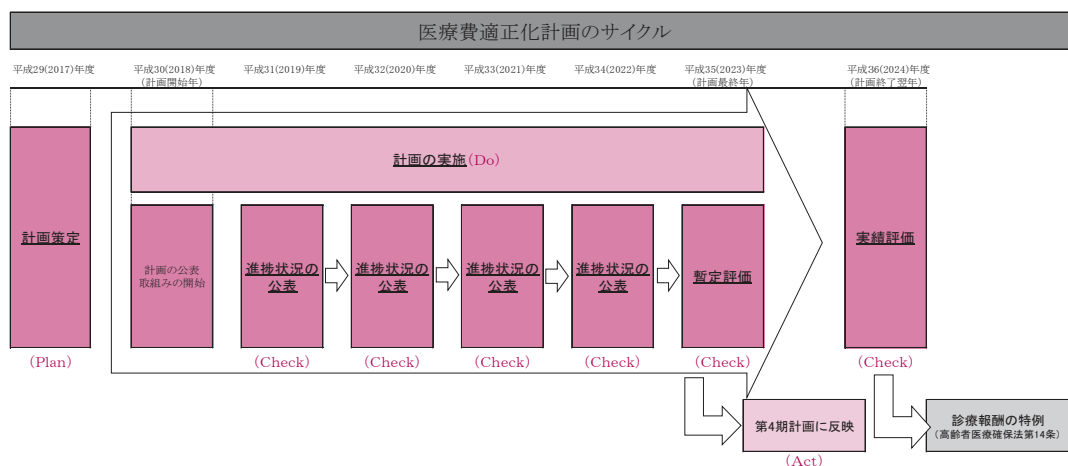 医療費適正化計画のサイクル
平成29(2017)年度
平成30(2018)年度
(計画開始年)
平成31(2019)年度
平成32(2020)年度
平成33(2021)年度
平成34(2022)年度
平成35(2023)年度
(計画最終年)
平成36(2024)年度
(計画終了翌年)
計画の実施(Do)
計画策定
計画の公表
取組みの開始
進捗状況の
公表
進捗状況の
公表
進捗状況の
公表
進捗状況の
公表
暫定評価
実績評価
(Plan)
(Check)
(Check)
(Check)
(Check)
(Check)
(Check)
第4期計画に反映
(Act)
診療報酬の特例
(高齢者医療確保法第14条)